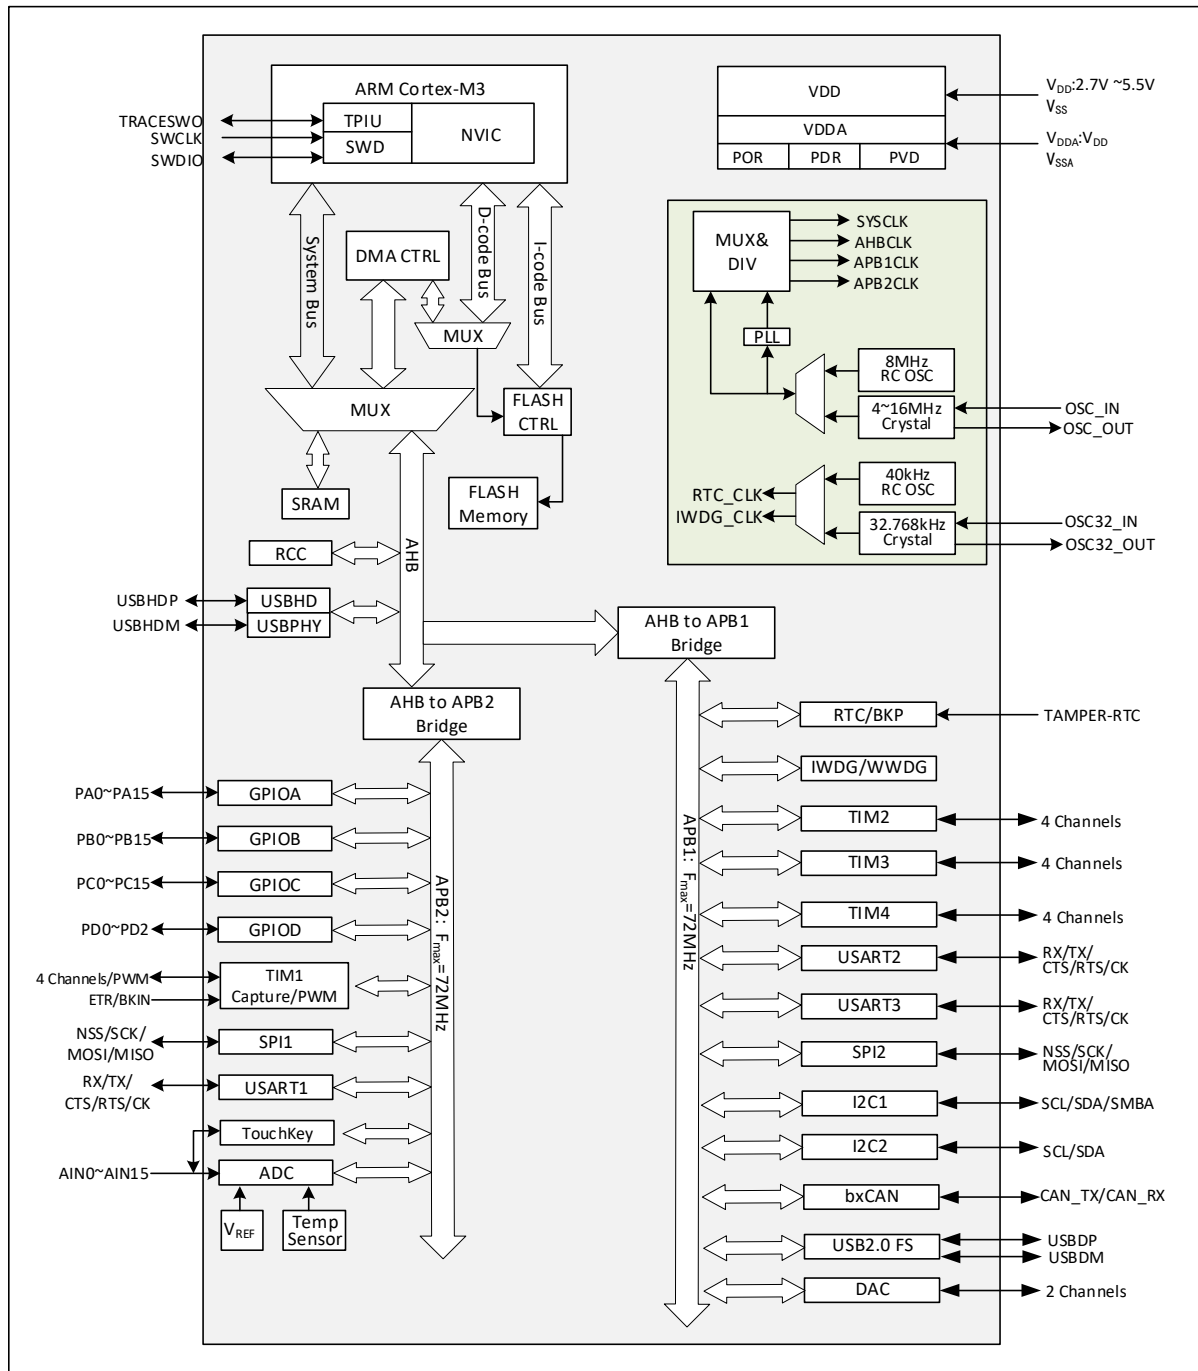 ARM Cortex-M3
TPIU
SWD
NVIC
TRACESWO
SWCLK
SWDIO
VDD
VDDA
POR
PDR
PVD
VDD:2.7V ~5.5V
VSS
VDDA:VDD
VSSA
System Bus
DMA CTRL
D-code Bus
I-code Bus
MUX
MUX
FLASH
CTRL
SRAM
FLASH
Memory
MUX&
DIV
SYSCLK
AHBCLK
APB1CLK
APB2CLK
PLL
8MHz
RC OSC
4~16MHz
Crystal
OSC_IN
OSC_OUT
40kHz
RC OSC
RTC_CLK
IWDG_CLK
32.768kHz
Crystal
OSC32_IN
OSC32_OUT
RCC
AHB
USBHDP
USBHDM
USBHD
USBPHY
AHB to APB1
Bridge
AHB to APB2
Bridge
PA0~PA15
GPIOA
PB0~PB15
GPIOB
PC0~PC15
GPIOC
PD0~PD2
GPIOD
4 Channels/PWM
ETR/BKIN
TIM1
Capture/PWM
NSS/SCK/
MOSI/MISO
SPI1
RX/TX/
CTS/RTS/CK
USART1
TouchKey
AIN0~AIN15
ADC
VREF
Temp
Sensor
APB2: Fmax=72MHz
APB1: Fmax=72MHz
RTC/BKP
TAMPER-RTC
IWDG/WWDG
TIM2
4 Channels
TIM3
4 Channels
TIM4
4 Channels
USART2
RX/TX/
CTS/RTS/CK
USART3
RX/TX/
CTS/RTS/CK
SPI2
NSS/SCK/
MOSI/MISO
I2C1
SCL/SDA/SMBA
I2C2
SCL/SDA
bxCAN
CAN_TX/CAN_RX
USB2.0 FS
USBDP
USBDM
DAC
2 Channels